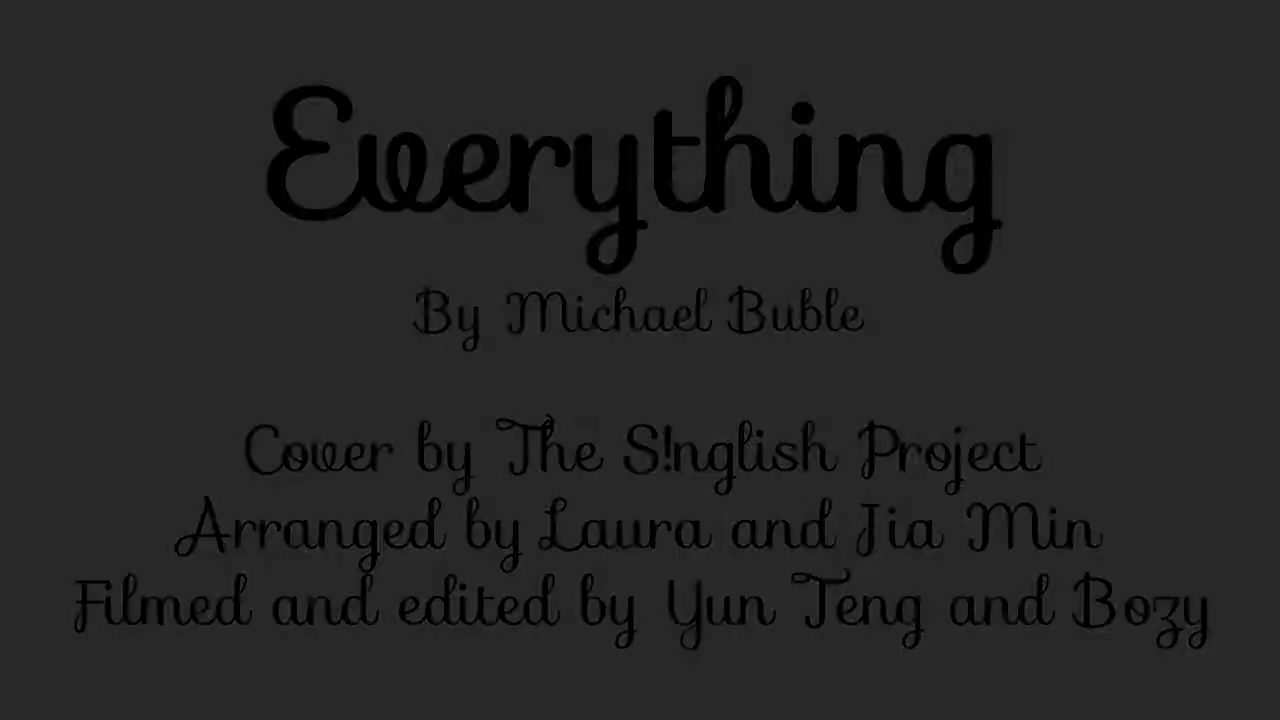 Everything
By Michael Buble
Cover by The S!nglish Project
Arranged by Laura and Jia Min
Filmed and edited by Yun Teng and Bozy